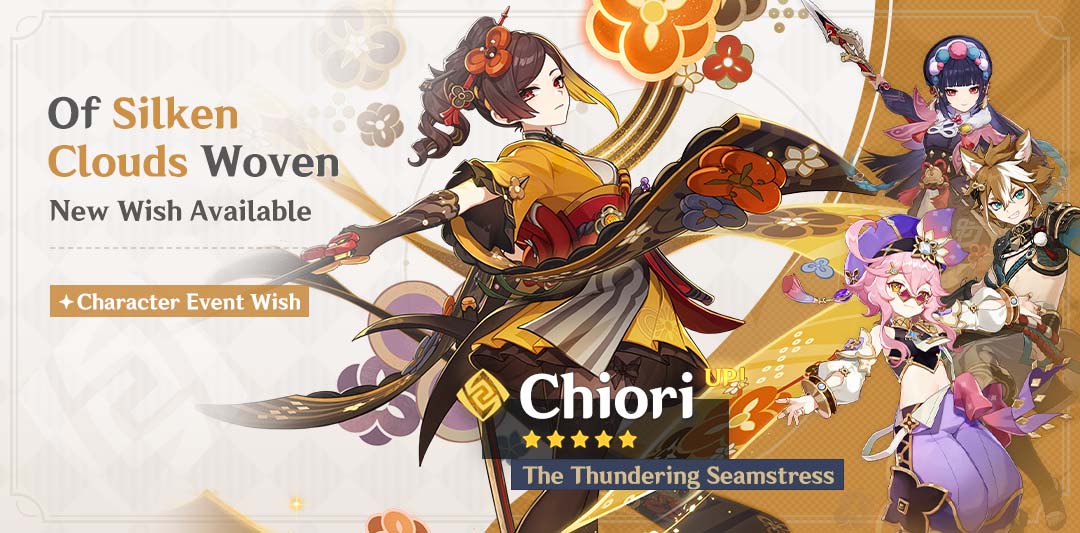 Of Silken
Clouds Woven
New Wish Available
Character Event Wish
Chiori UP!
The Thundering Seamstress